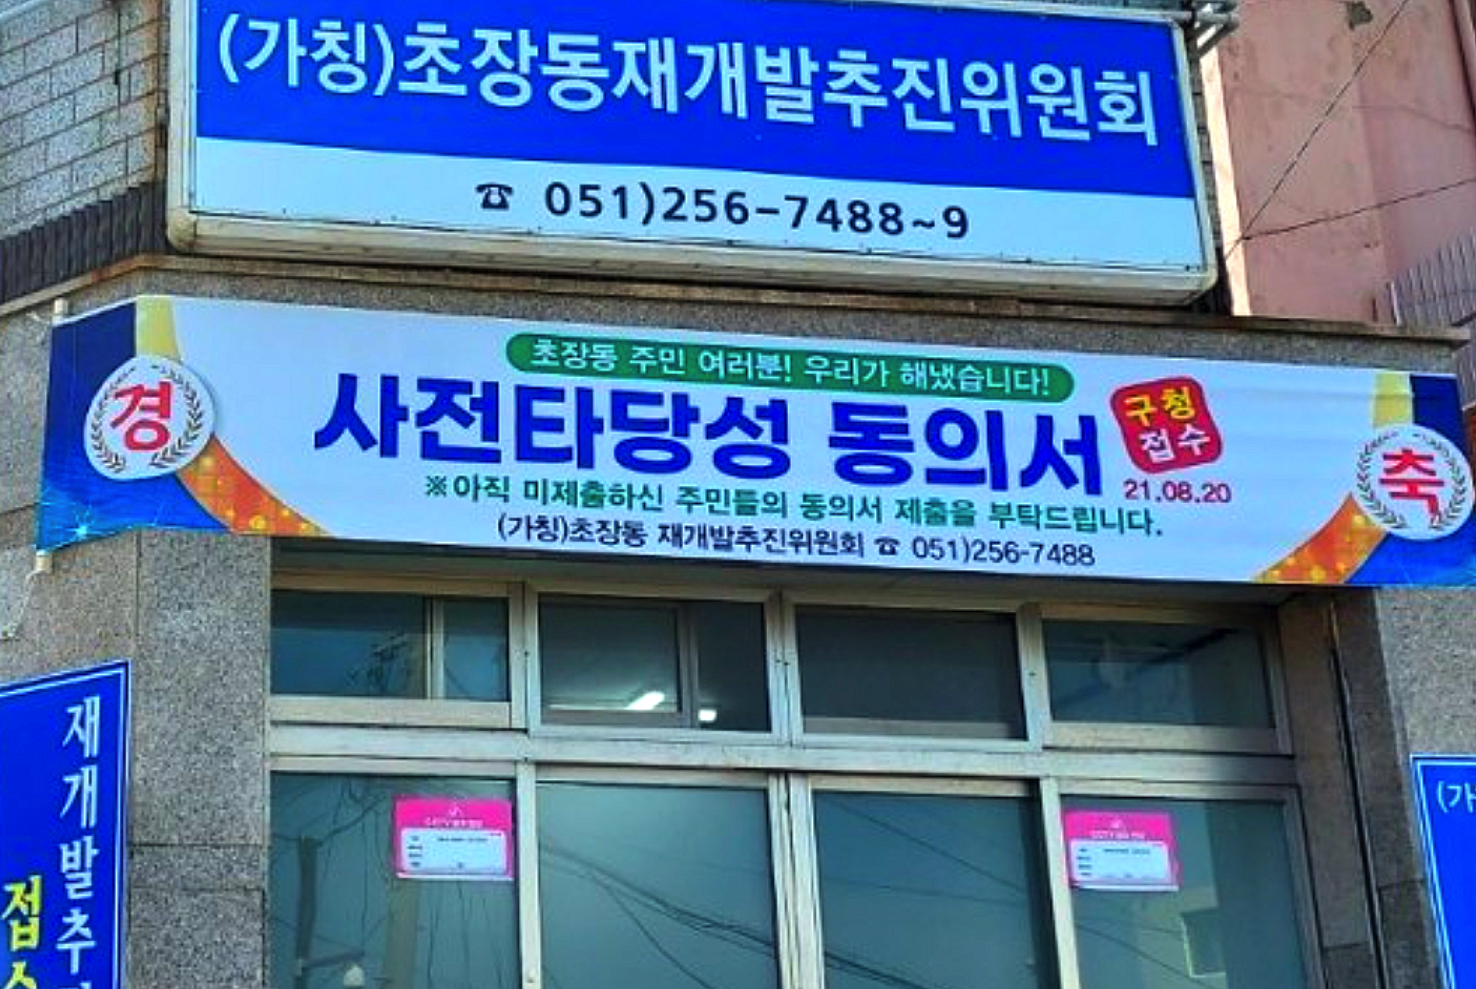 (가칭)초장동재개발추진위원회
☎ 051)256-7488~9
초장동 주민 여러분! 우리가 해냈습니다!
경
사전타당성 동의서
구청
접수
21.08.20
축
※아직 미제출하신 주민들의 동의서 제출을 부탁드립니다.
(가칭)초장동 재개발추진위원회 ☎ 051)256-7488
재개발추
접수
(가